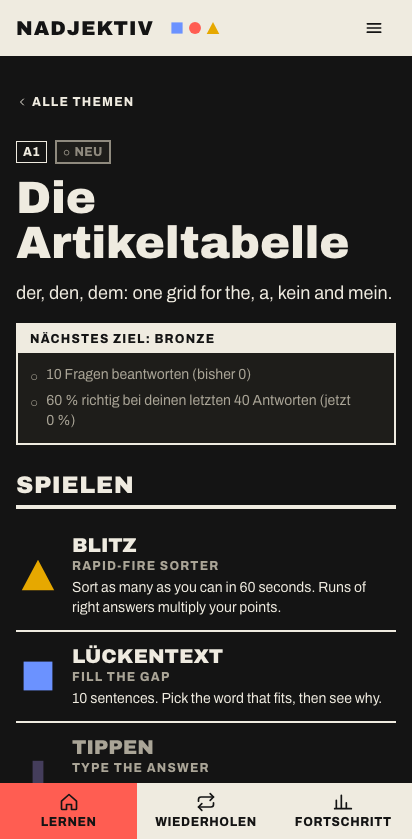 NADJEKTIV
ALLE THEMEN
A1
NEU
Die
Artikeltabelle
der, den, dem: one grid for the, a, kein and mein.
NÄCHSTES ZIEL: BRONZE
10 Fragen beantworten (bisher 0)
60 % richtig bei deinen letzten 40 Antworten (jetzt
0 %)
SPIELEN
BLITZ
RAPID-FIRE SORTER
Sort as many as you can in 60 seconds. Runs of
right answers multiply your points.
LÜCKENTEXT
FILL THE GAP
10 sentences. Pick the word that fits, then see why.
TIPPEN
TYPE THE ANSWER
LERNEN
WIEDERHOLEN
FORTSCHRITT